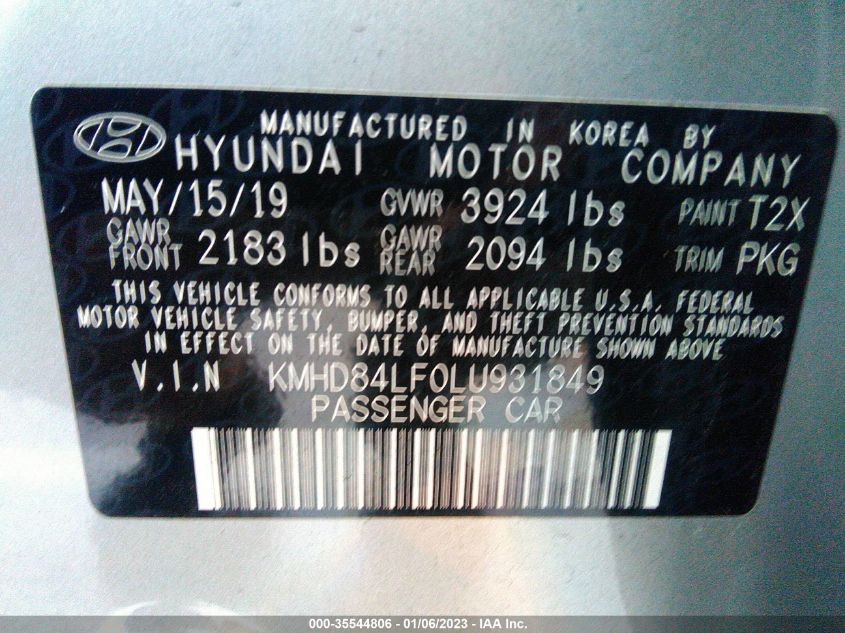 MANUFACTURED IN KOREA BY
HYUNDAI MOTOR COMPANY
MAY/15/19 GVWR 3924 lbs PAINT T2X
GAWR FRONT 2183 lbs GAWR REAR 2094 lbs TRIM PKG
THIS VEHICLE CONFORMS TO ALL APPLICABLE U.S.A. FEDERAL
MOTOR VEHICLE SAFETY, BUMPER, AND THEFT PREVENTION STANDARDS
IN EFFECT ON THE DATE OF MANUFACTURE SHOWN ABOVE
V.I.N KMHD84LF0LU931849
PASSENGER CAR
000-35544806 - 01/06/2023 - IAA Inc.